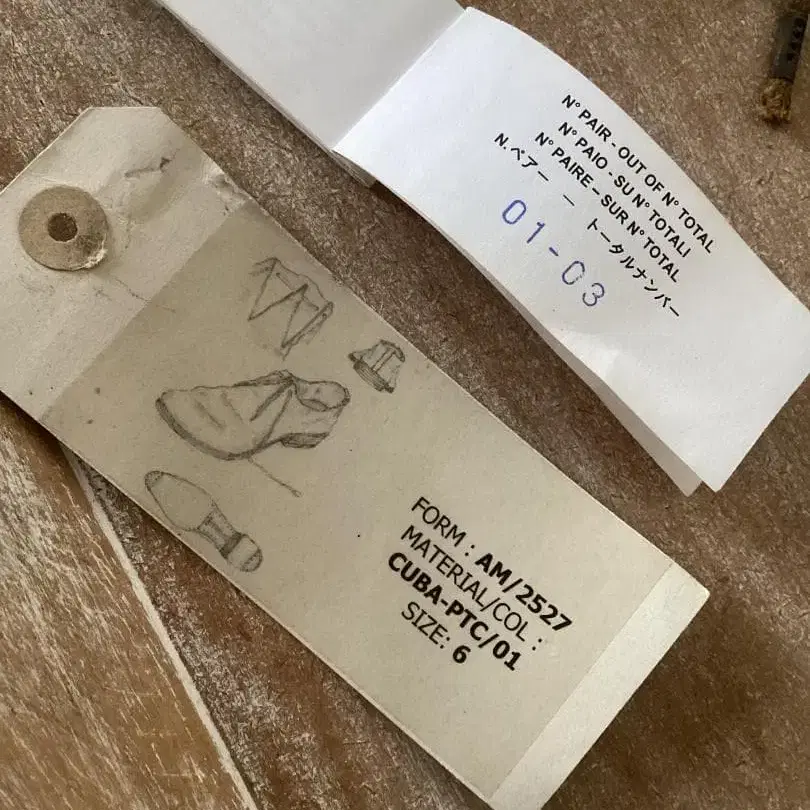 N° PAIR - OUT OF N° TOTAL
N° PAIO - SU N° TOTALI
N° PAIRE – SUR N° TOTAL
N.ペアー ー トータルナンバー
01-03
FORM : AM/2527
MATERIAL/COL :
CUBA-PTC/01
SIZE: 6